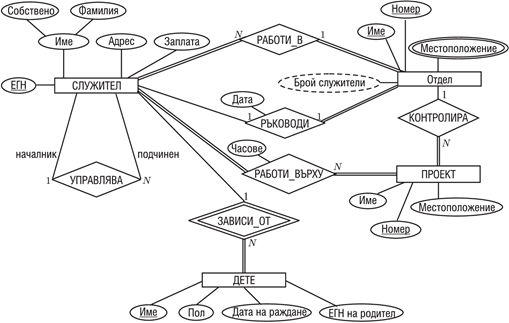 Собствено
Фамилия
Име
Адрес
Заплата
ЕГН
СЛУЖИТЕЛ
N
РАБОТИ_В
1
Номер
Име
Местоположение
Брой служители
Отдел
Дата
1
РЪКОВОДИ
1
1
КОНТРОЛИРА
N
началник
подчинен
1
УПРАВЛЯВА
N
Часове
N
РАБОТИ_ВЪРХУ
N
ПРОЕКТ
Име
Номер
Местоположение
1
ЗАВИСИ_ОТ
N
ДЕТЕ
Име
Пол
Дата на раждане
ЕГН на родител